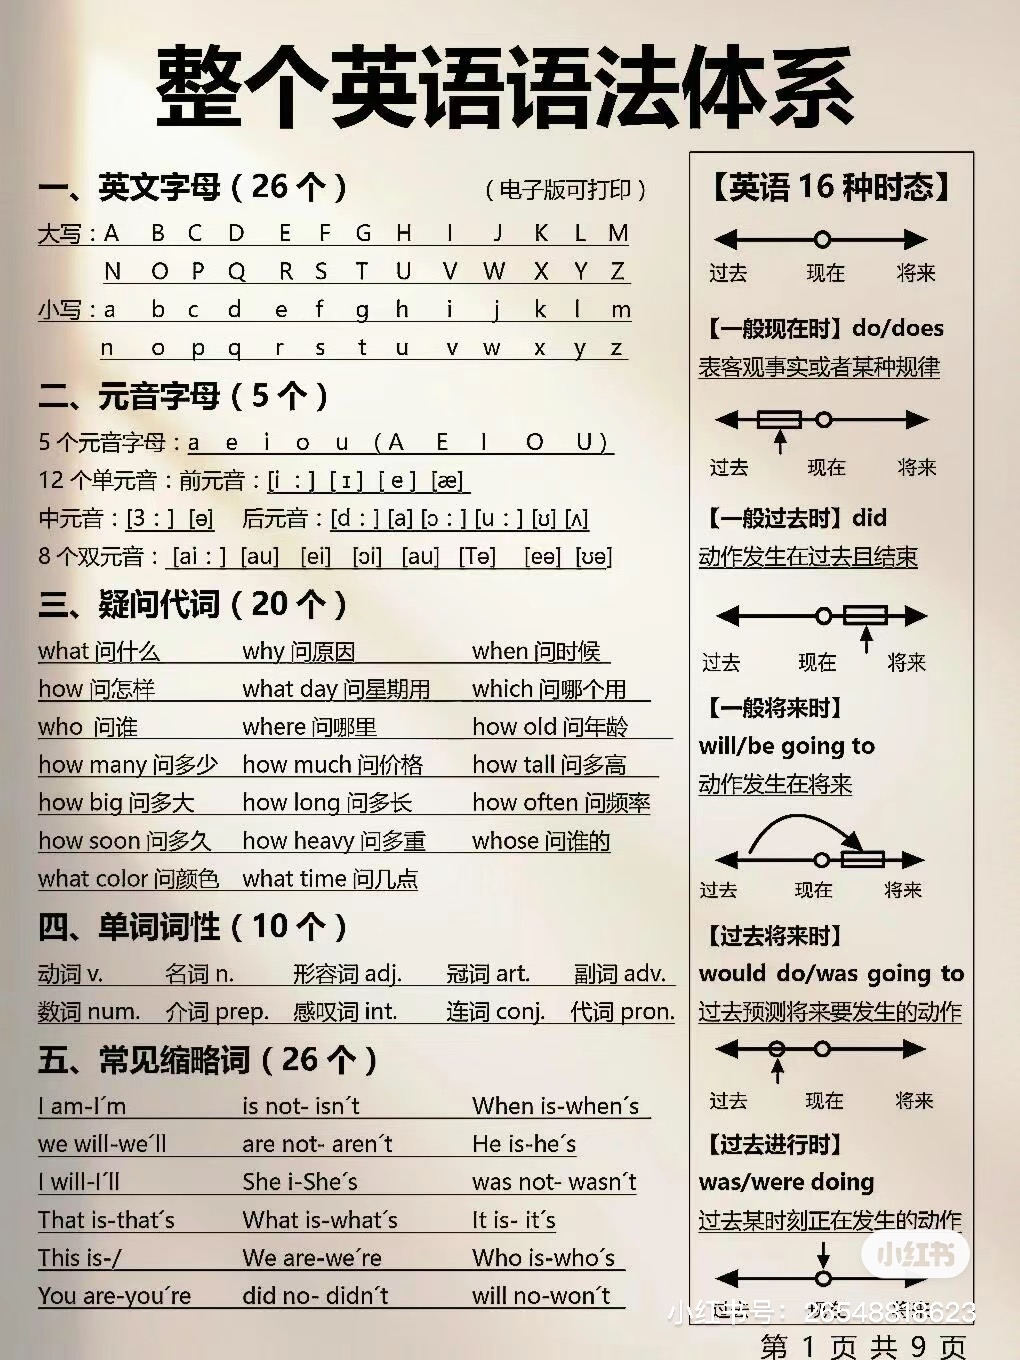 整个英语语法体系
一、英文字母（26 个）　（电子版可打印）
大写：A B C D E F G H I J K L M
N O P Q R S T U V W X Y Z
小写：a b c d e f g h i j k l m
n o p q r s t u v w x y z
二、元音字母（5 个）
5 个元音字母：a e i o u （A E I O U）
12 个单元音：前元音：[i ：] [ ɪ ] [ e ] [æ]
中元音：[3：] [ə] 后元音：[d：] [a] [ɔ：] [u：] [ʊ] [ʌ]
8 个双元音： [ai：] [au] [ei] [ɔi] [au] [Tə] [eə] [ʊə]
三、疑问代词（20 个）
what 问什么 why 问原因 when 问时候
how 问怎样 what day 问星期用 which 问哪个用
who 问谁 where 问哪里 how old 问年龄
how many 问多少 how much 问价格 how tall 问多高
how big 问多大 how long 问多长 how often 问频率
how soon 问多久 how heavy 问多重 whose 问谁的
what color 问颜色 what time 问几点
四、单词词性（10 个）
动词 v. 名词 n. 形容词 adj. 冠词 art. 副词 adv.
数词 num. 介词 prep. 感叹词 int. 连词 conj. 代词 pron.
五、常见缩略词（26 个）
I am-I´m is not- isn´t When is-when´s
we will-we´ll are not- aren´t He is-he´s
I will-I´ll She i-She´s was not- wasn´t
That is-that´s What is-what´s It is- it´s
This is-/ We are-we´re Who is-who´s
You are-you´re did no- didn´t will no-won´t
【英语 16 种时态】
过去 现在 将来
【一般现在时】do/does
表客观事实或者某种规律
过去 现在 将来
【一般过去时】did
动作发生在过去且结束
过去 现在 将来
【一般将来时】
will/be going to
动作发生在将来
过去 现在 将来
【过去将来时】
would do/was going to
过去预测将来要发生的动作
过去 现在 将来
【过去进行时】
was/were doing
过去某时刻正在发生的动作
小红书
过去 现在 将来
小红书号：
第 1 页 共 9 页